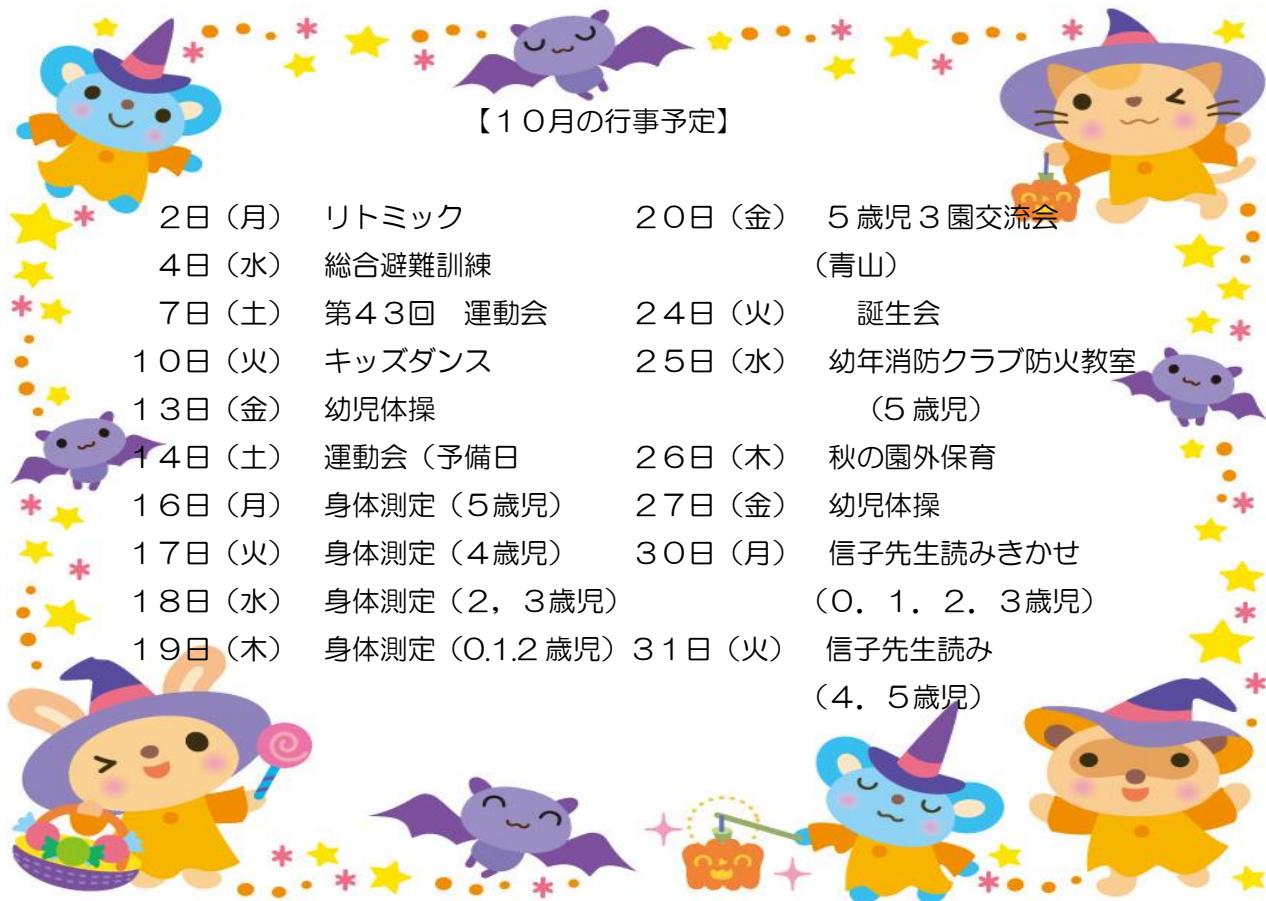 【１０月の行事予定】
２日（月） リトミック
４日（水） 総合避難訓練
７日（土） 第４３回　運動会
１０日（火） キッズダンス
１３日（金） 幼児体操
１４日（土） 運動会（予備日
１６日（月） 身体測定（５歳児）
１７日（火） 身体測定（４歳児）
１８日（水） 身体測定（２，３歳児）
１９日（木） 身体測定（0.1.2 歳児）
２０日（金） ５歳児３園交流会
（青山）
２４日（火） 誕生会
２５日（水） 幼年消防クラブ防火教室
（５歳児）
２６日（木） 秋の園外保育
２７日（金） 幼児体操
３０日（月） 信子先生読みきかせ
（０．１．２．３歳児）
３１日（火） 信子先生読み
（４．５歳児）